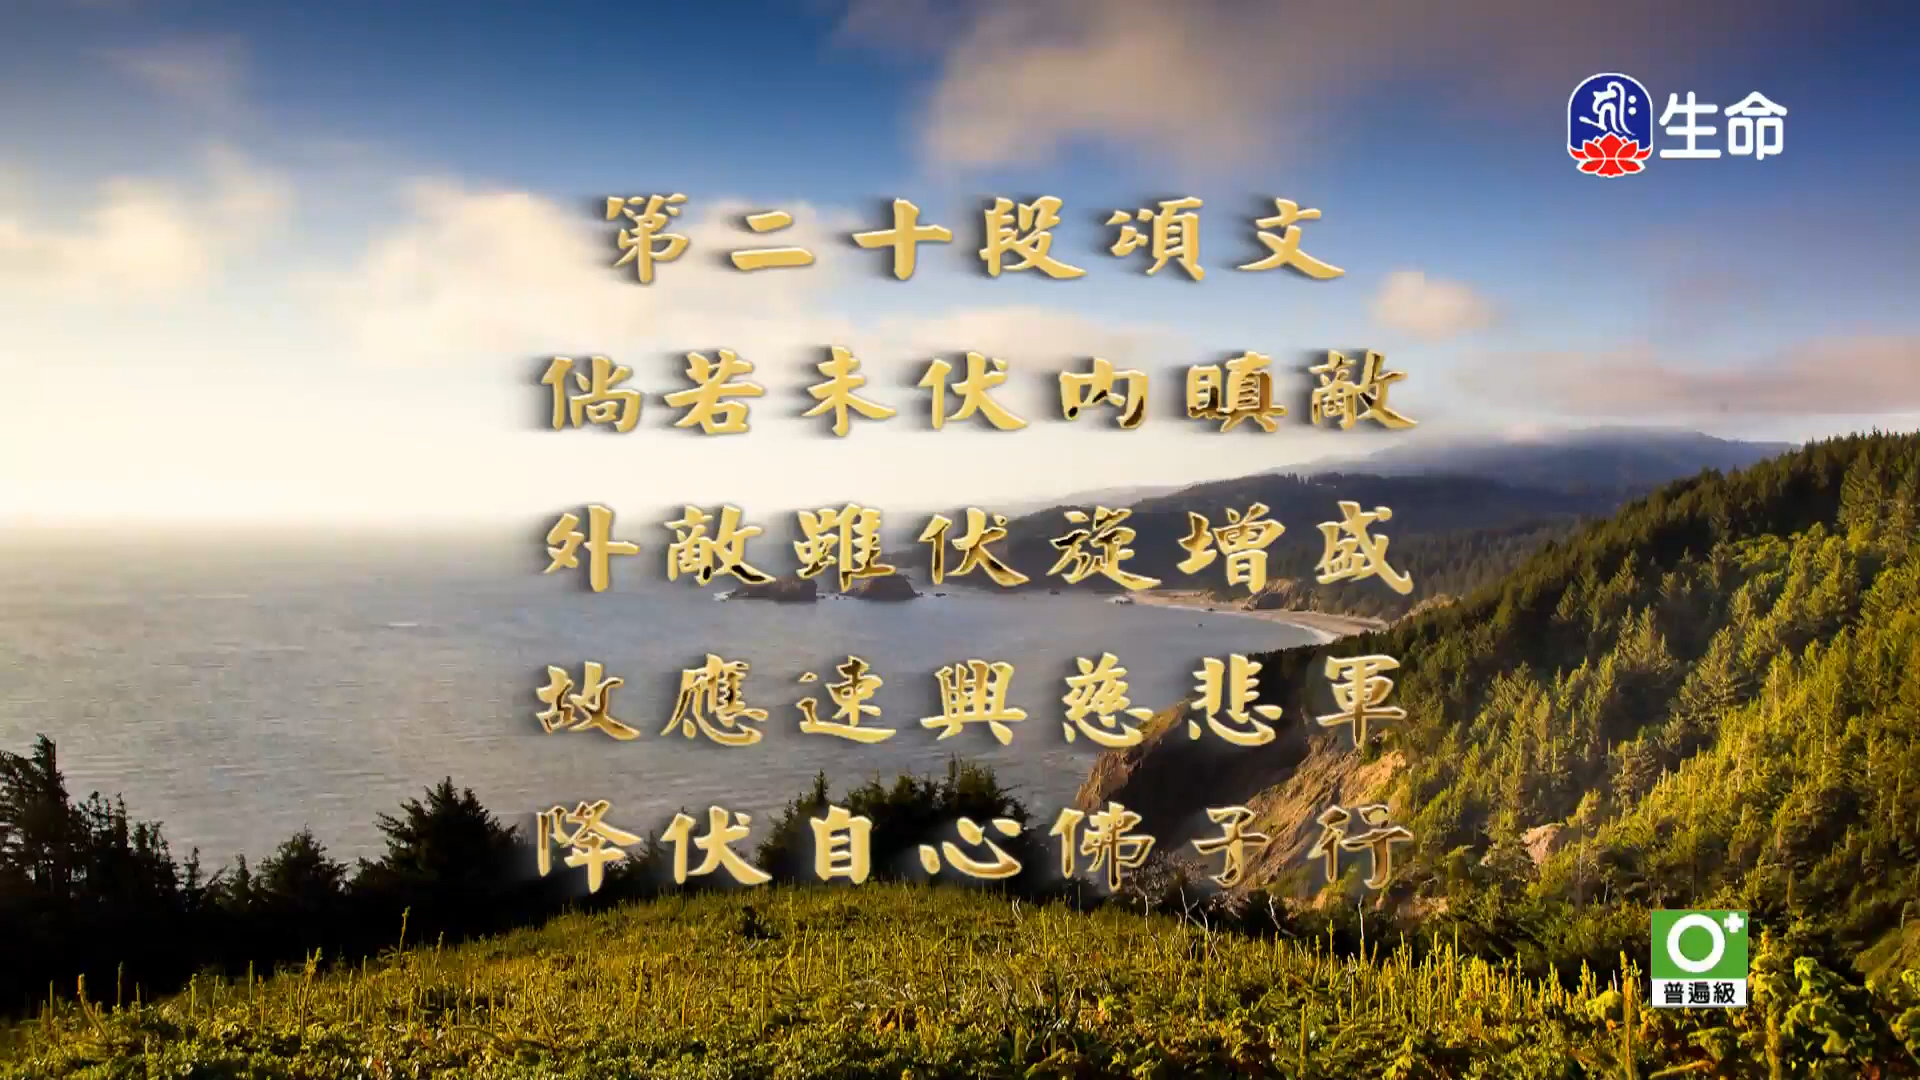 生命
第二十段頌文
倘若未伏內瞋敵
外敵雖伏旋增盛
故應速興慈悲軍
降伏自心佛子行
普遍級